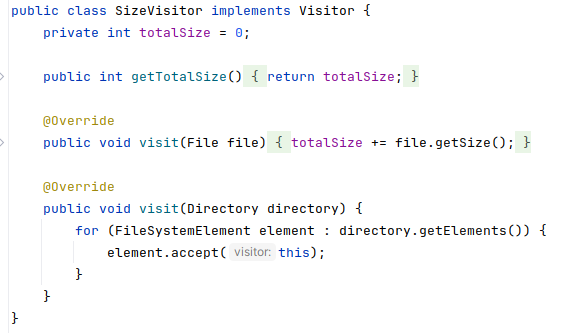 public class SizeVisitor implements Visitor {
    private int totalSize = 0;
    public int getTotalSize() { return totalSize; }
    @Override
    public void visit(File file) { totalSize += file.getSize(); }
    @Override
    public void visit(Directory directory) {
        for (FileSystemElement element : directory.getElements()) {
            element.accept( visitor: this);
        }
    }
}